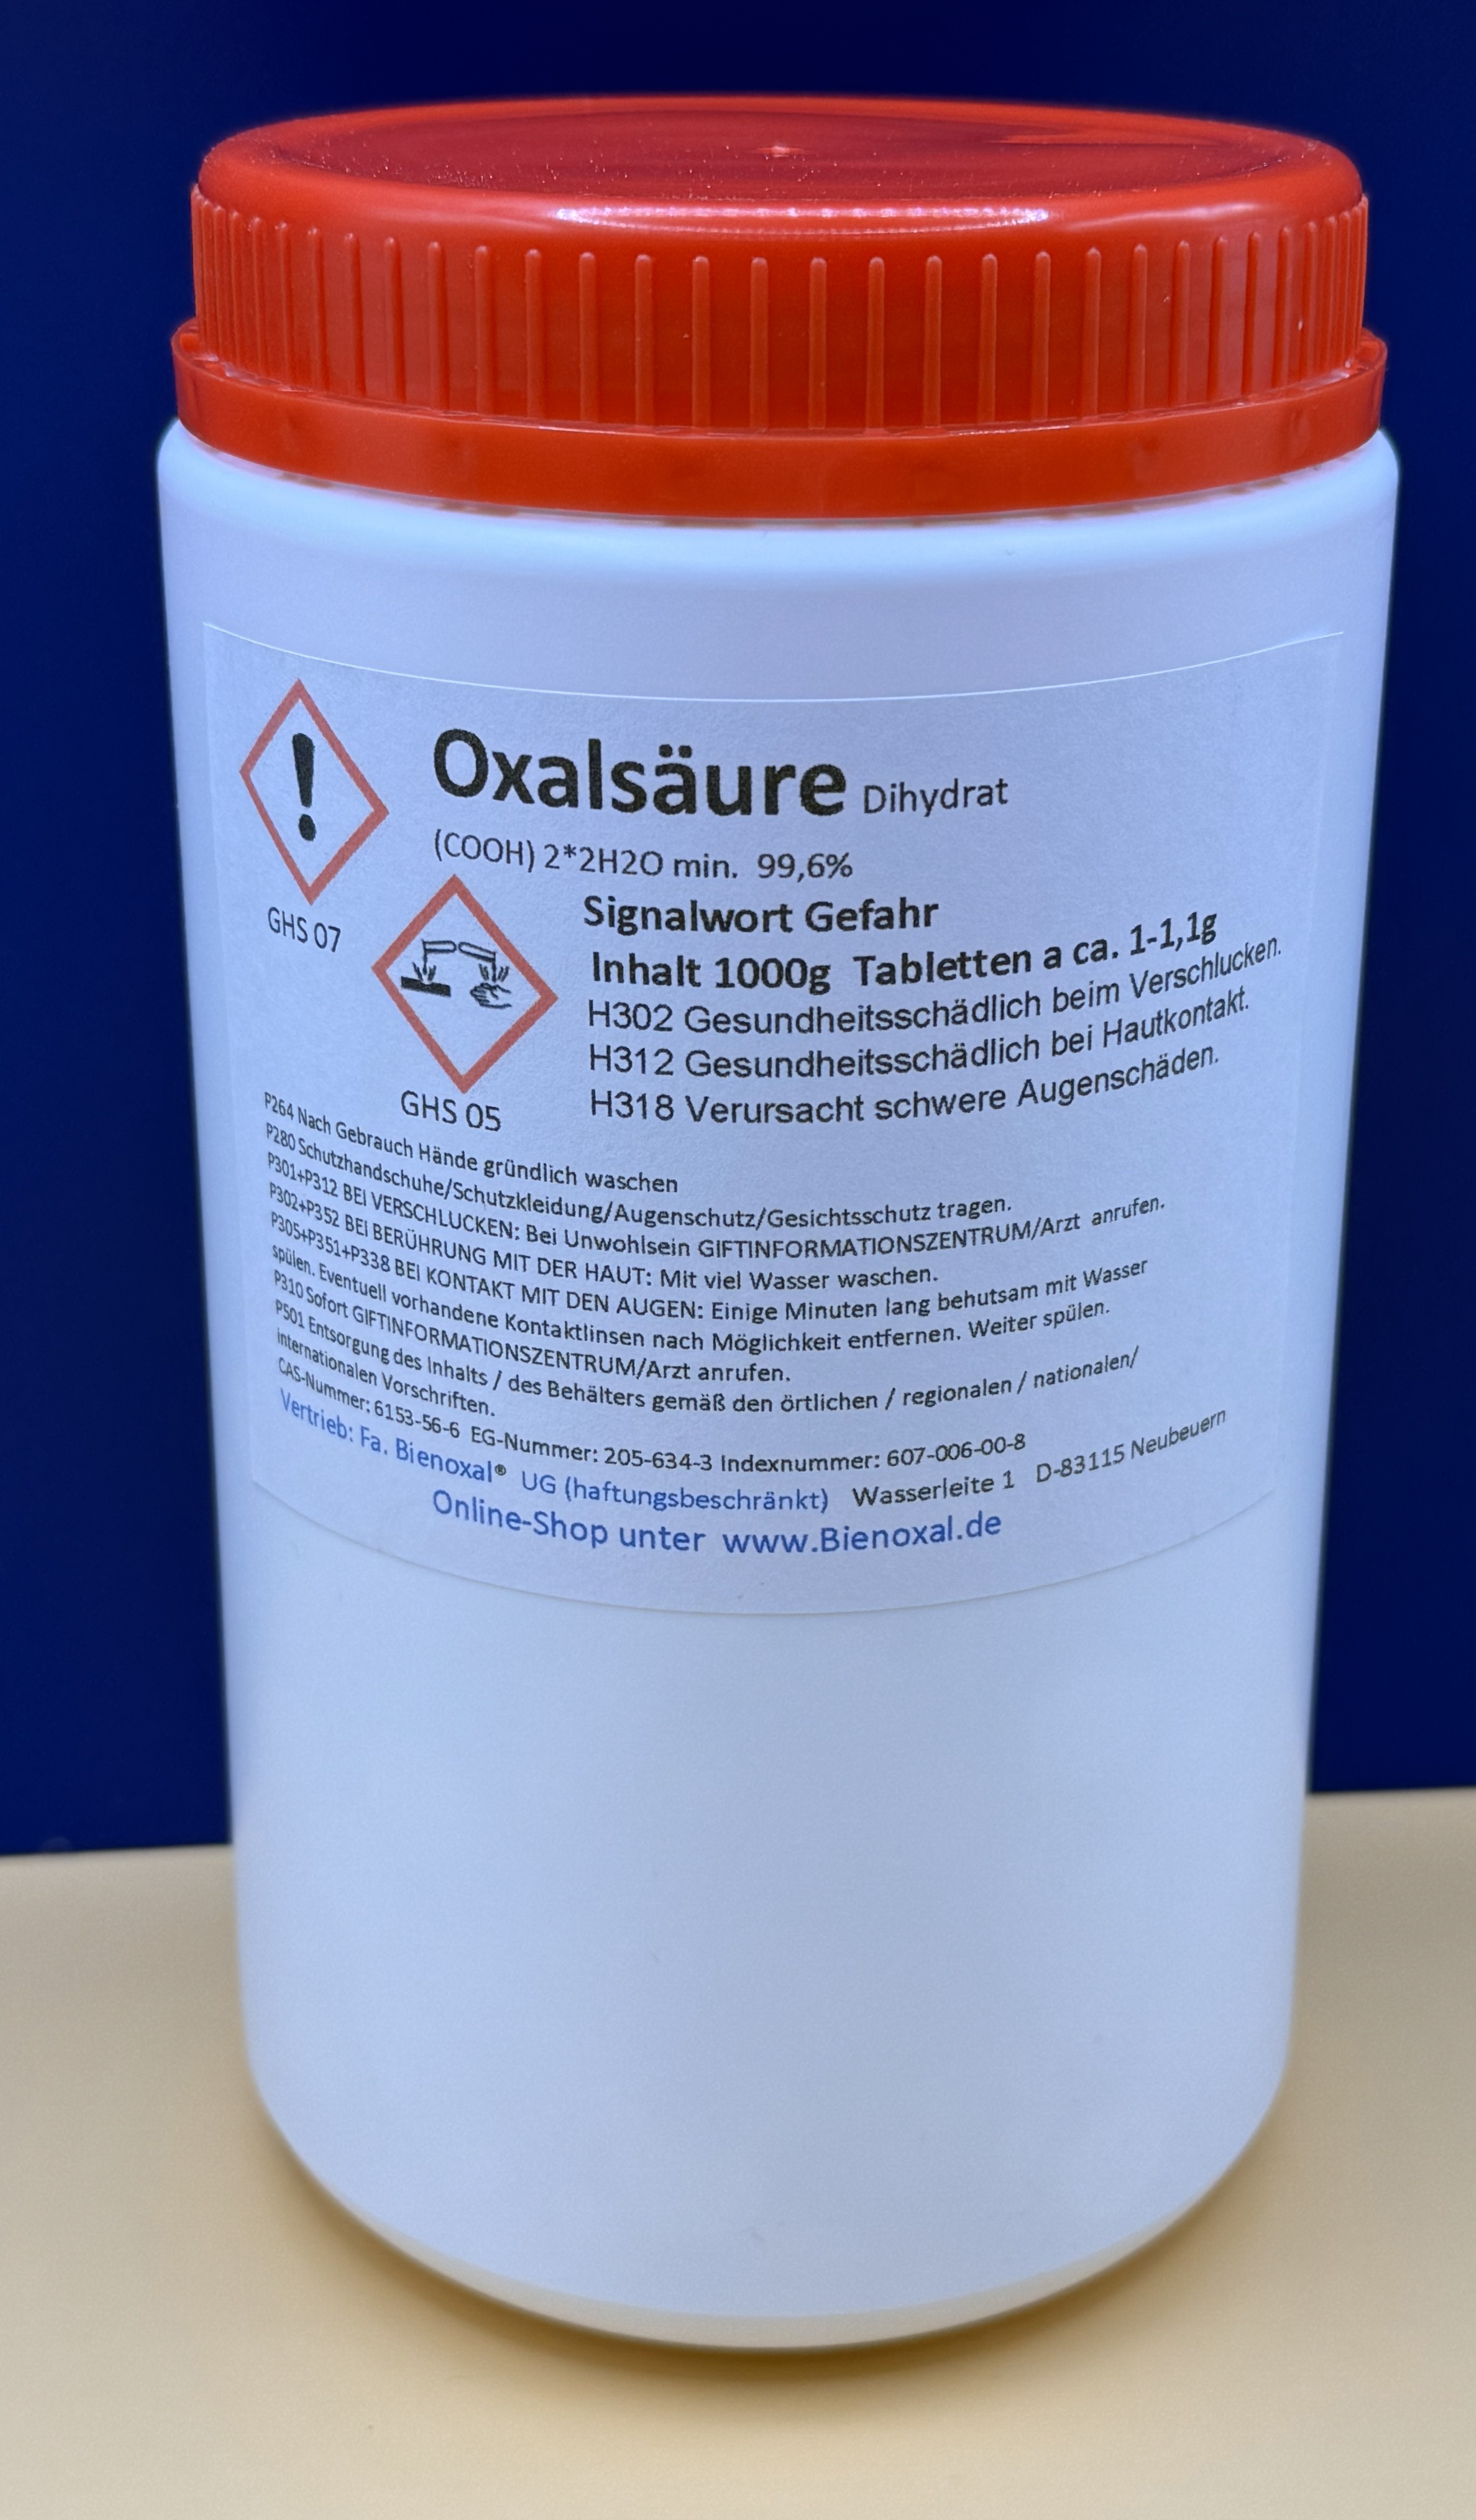 Oxalsäure Dihydrat
(COOH) 2*2H2O min. 99,6%
GHS 07
Signalwort Gefahr
Inhalt 1000g Tabletten a ca. 1-1,1g
H302 Gesundheitsschädlich beim Verschlucken.
H312 Gesundheitsschädlich bei Hautkontakt.
H318 Verursacht schwere Augenschäden.
GHS 05
P264 Nach Gebrauch Hände gründlich waschen
P280 Schutzhandschuhe/Schutzkleidung/Augenschutz/Gesichtsschutz tragen.
P301+P312 BEI VERSCHLUCKEN: Bei Unwohlsein GIFTINFORMATIONSZENTRUM/Arzt anrufen.
P302+P352 BEI BERÜHRUNG MIT DER HAUT: Mit viel Wasser waschen.
P305+P351+P338 BEI KONTAKT MIT DEN AUGEN: Einige Minuten lang behutsam mit Wasser
spülen. Eventuell vorhandene Kontaktlinsen nach Möglichkeit entfernen. Weiter spülen.
P310 Sofort GIFTINFORMATIONSZENTRUM/Arzt anrufen.
P501 Entsorgung des Inhalts / des Behälters gemäß den örtlichen / regionalen / nationalen/
internationalen Vorschriften.
CAS-Nummer: 6153-56-6 EG-Nummer: 205-634-3 Indexnummer: 607-006-00-8
Vertrieb: Fa. Bienoxal® UG (haftungsbeschränkt) Wasserleite 1 D-83115 Neubeuern
Online-Shop unter www.Bienoxal.de